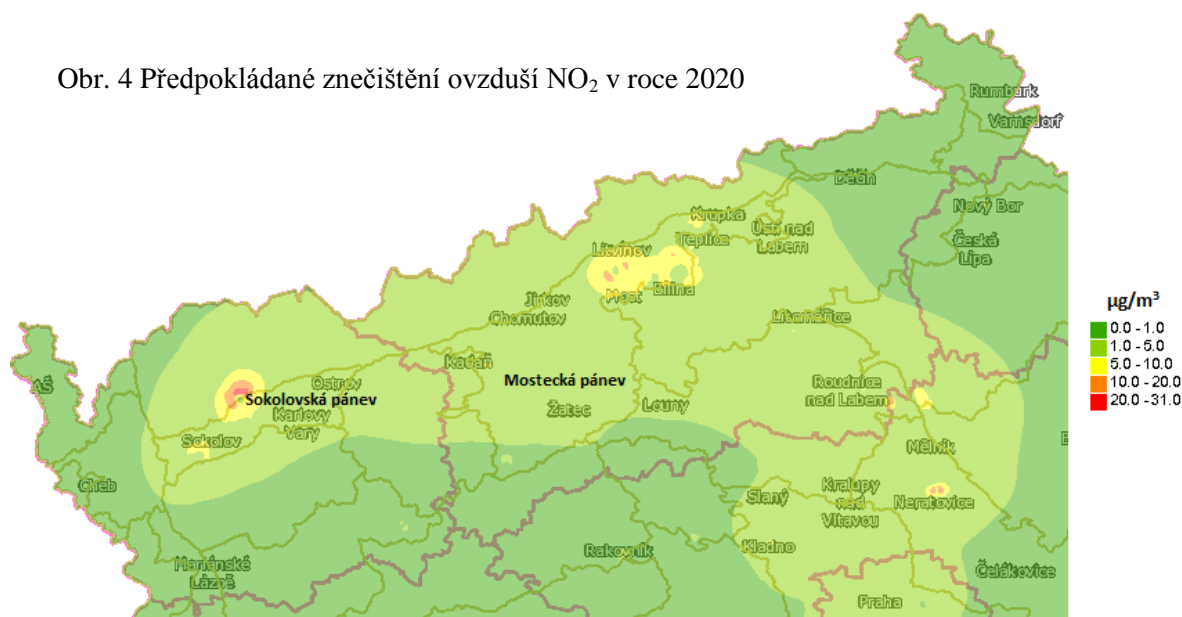 Obr. 4 Předpokládané znečištění ovzduší NO₂ v roce 2020
Rumburk
Varnsdorf
Děčín
Nový Bor
Krupka
Ústí nad
Labem
Teplice
Česká
Lípa
Litvínov
Most
Bílina
Jirkov
Chomutov
Litoměřice
µg/m³
0.0 - 1.0
1.0 - 5.0
5.0 - 10.0
10.0 - 20.0
20.0 -31.0
Kadaň
Mostecká pánev
Aš
Ostrov
Sokolovská pánev
Karlovy
Vary
Žatec
Louny
Roudnice
nad Labem
Sokolov
Mělník
Cheb
Slaný
Kralupy
nad
Vltavou
Neratovice
Kladno
Rakovník
Mariánské
Lázně
Čelákovice
Praha